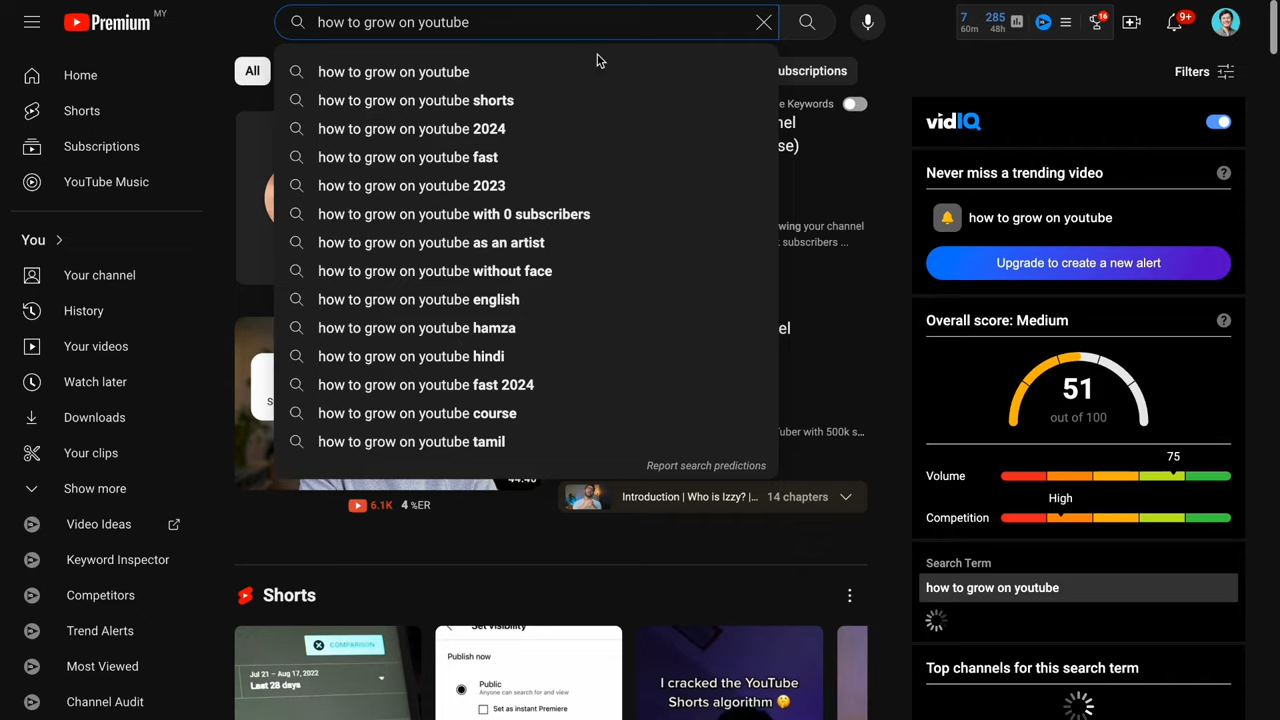 Premium MY
how to grow on youtube
7 285
48h
16
9+
Home
Shorts
Subscriptions
YouTube Music
You
Your channel
History
Your videos
Watch later
Downloads
Your clips
Show more
Video Ideas
Keyword Inspector
Competitors
Trend Alerts
Most Viewed
Channel Audit
All
how to grow on youtube
how to grow on youtube shorts
how to grow on youtube 2024
how to grow on youtube fast
how to grow on youtube 2023
how to grow on youtube with 0 subscribers
how to grow on youtube as an artist
how to grow on youtube without face
how to grow on youtube english
how to grow on youtube hamza
how to grow on youtube hindi
how to grow on youtube fast 2024
how to grow on youtube course
how to grow on youtube tamil
Report search predictions
ubscriptions
Filters
e Keywords
nel
se)
wing your channel
subscribers ...
el
uber with 500k s...
6.1K 4 %ER
Introduction | Who is Izzy? |... 14 chapters
Shorts
COMPARISON
Jul 21 – Aug 17, 2022
Last 28 days
Set visibility
Publish now
Public
Anyone can search for and view
Set as instant Premiere
I cracked the YouTube
Shorts algorithm
vidIQ
Never miss a trending video
how to grow on youtube
Upgrade to create a new alert
Overall score: Medium
51
out of 100
75
Volume
High
Competition
Search Term
how to grow on youtube
Top channels for this search term